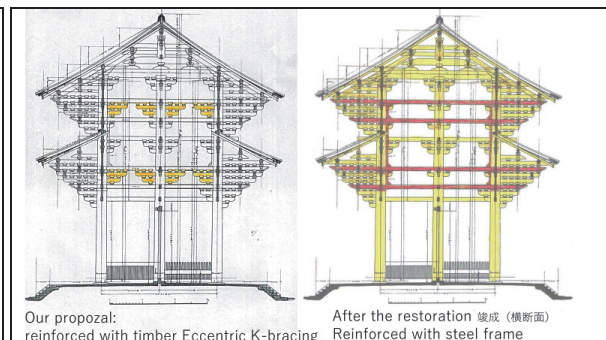 Our propozal:
reinforced with timber Eccentric K-bracing
After the restoration 竣成（横断面）
Reinforced with steel frame